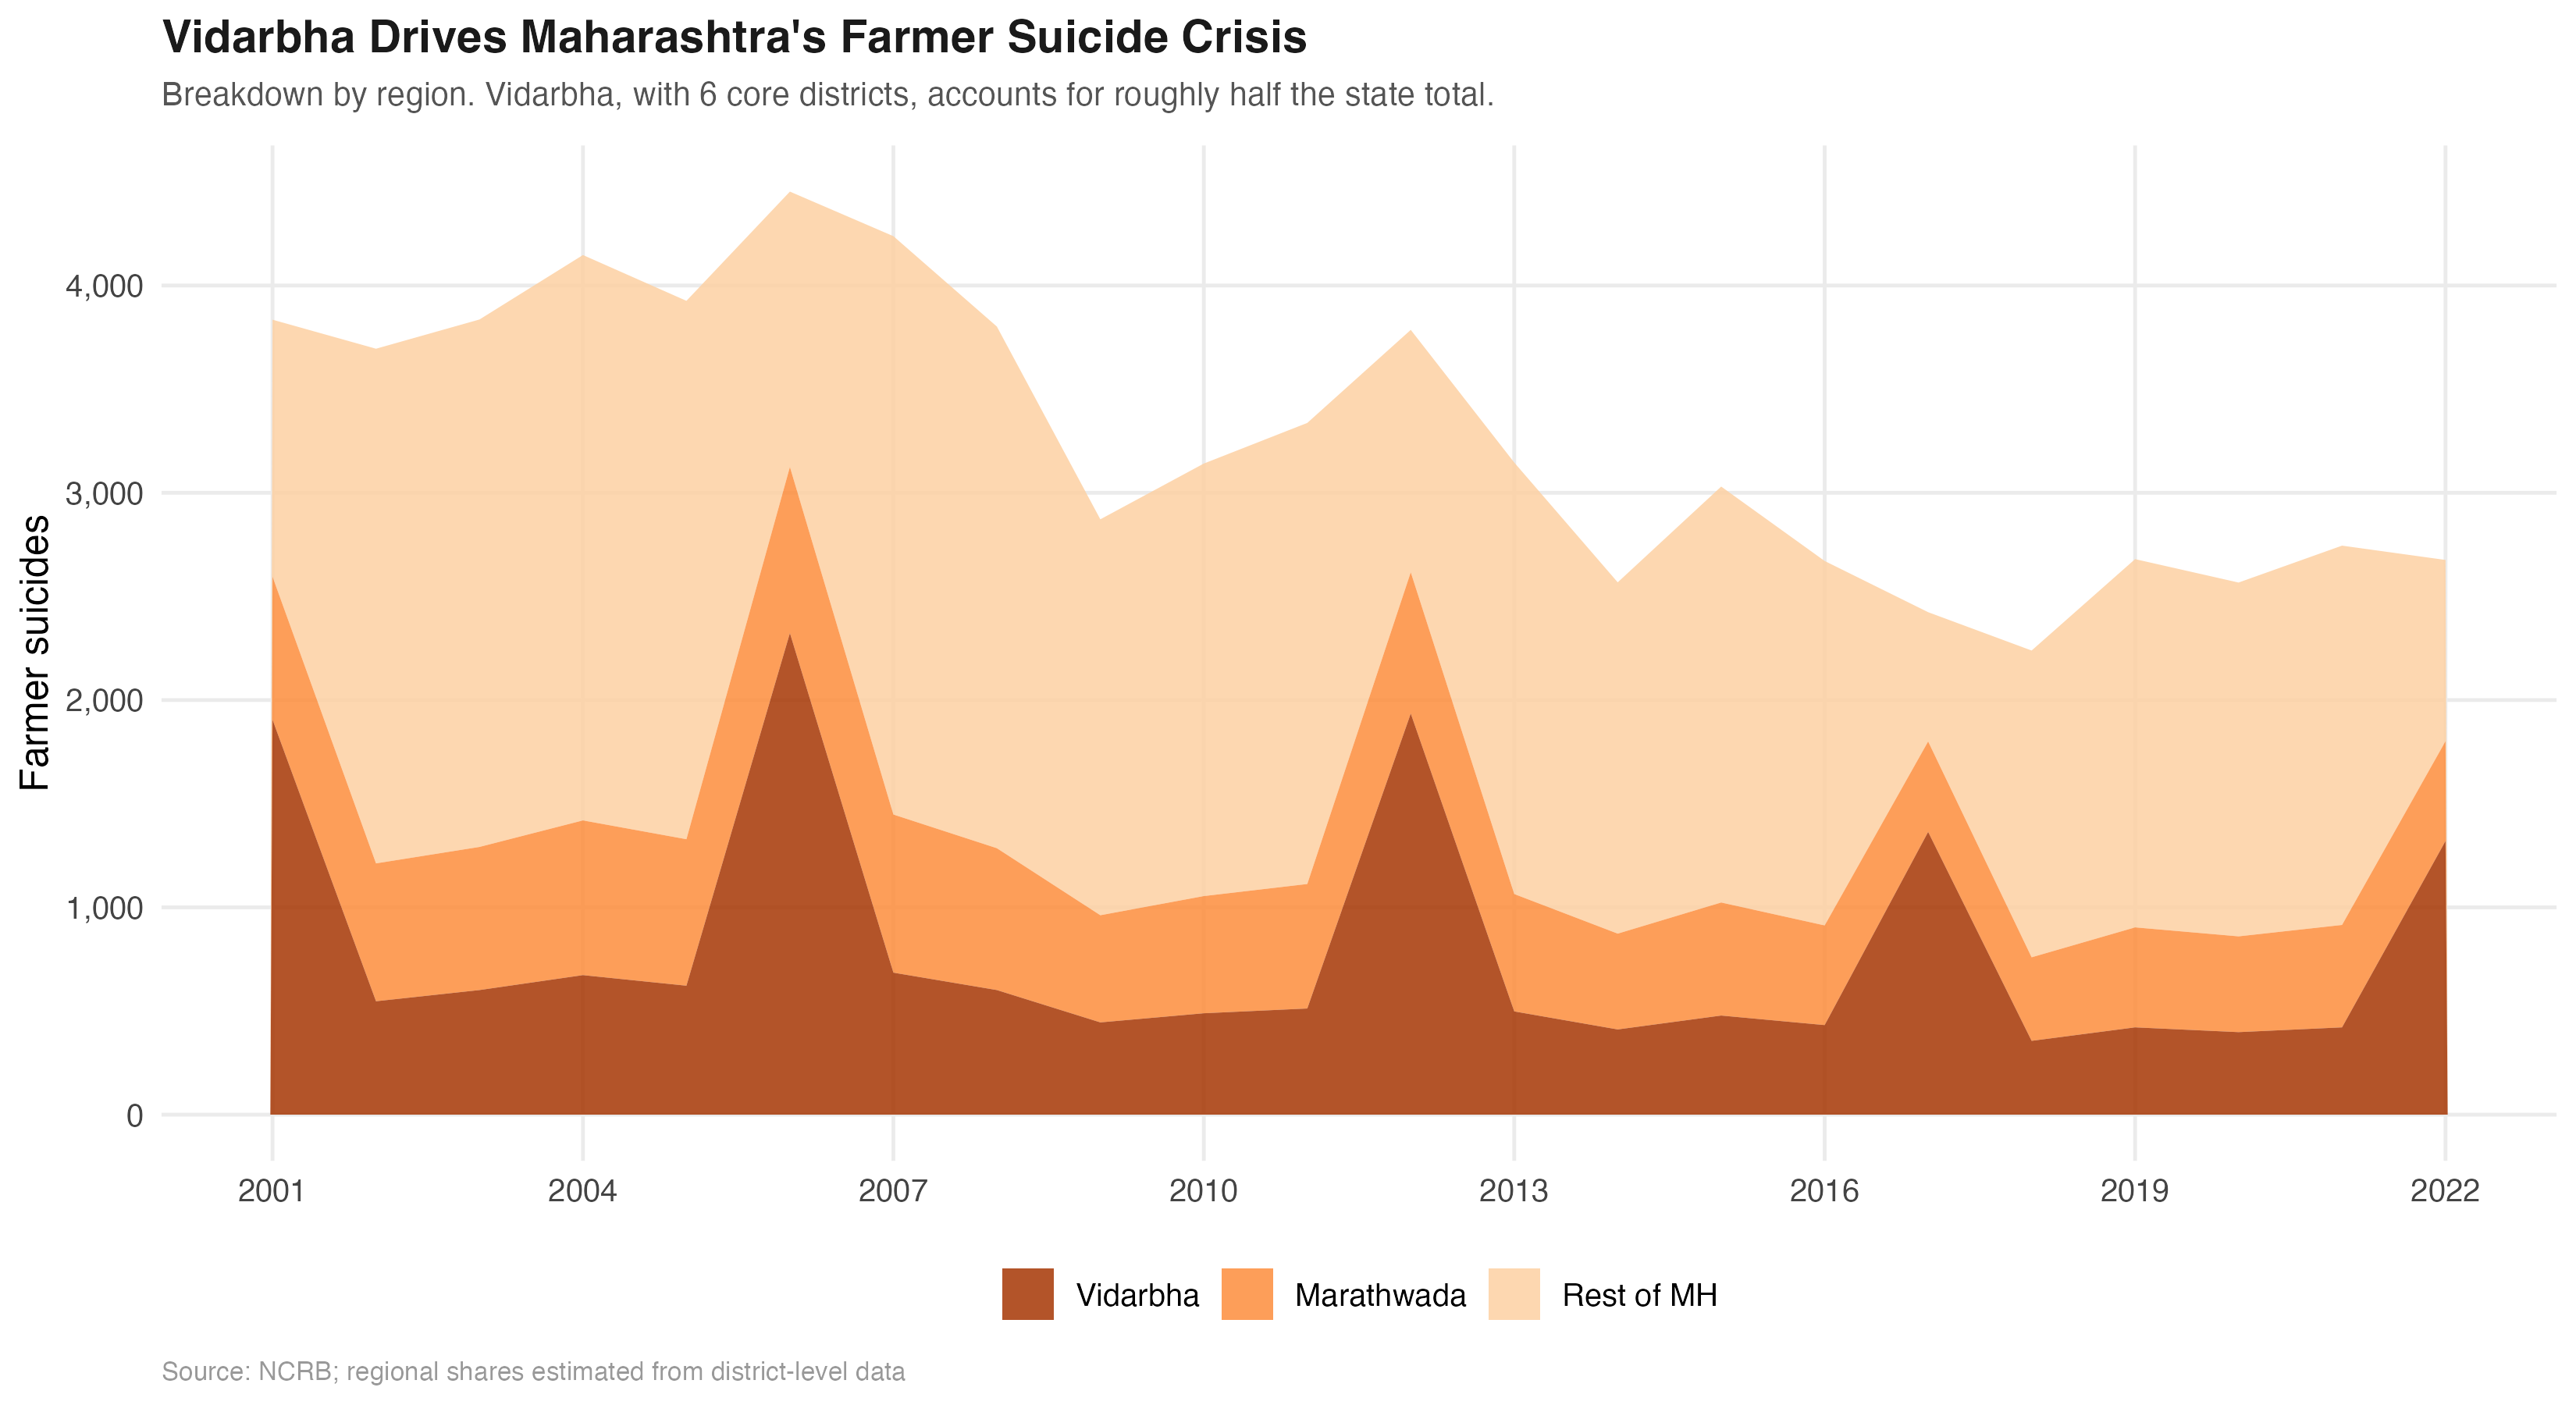 Vidarbha Drives Maharashtra's Farmer Suicide Crisis
Breakdown by region. Vidarbha, with 6 core districts, accounts for roughly half the state total.
Farmer suicides
4,000
3,000
2,000
1,000
0
2001 2004 2007 2010 2013 2016 2019 2022
Vidarbha Marathwada Rest of MH
Source: NCRB; regional shares estimated from district-level data